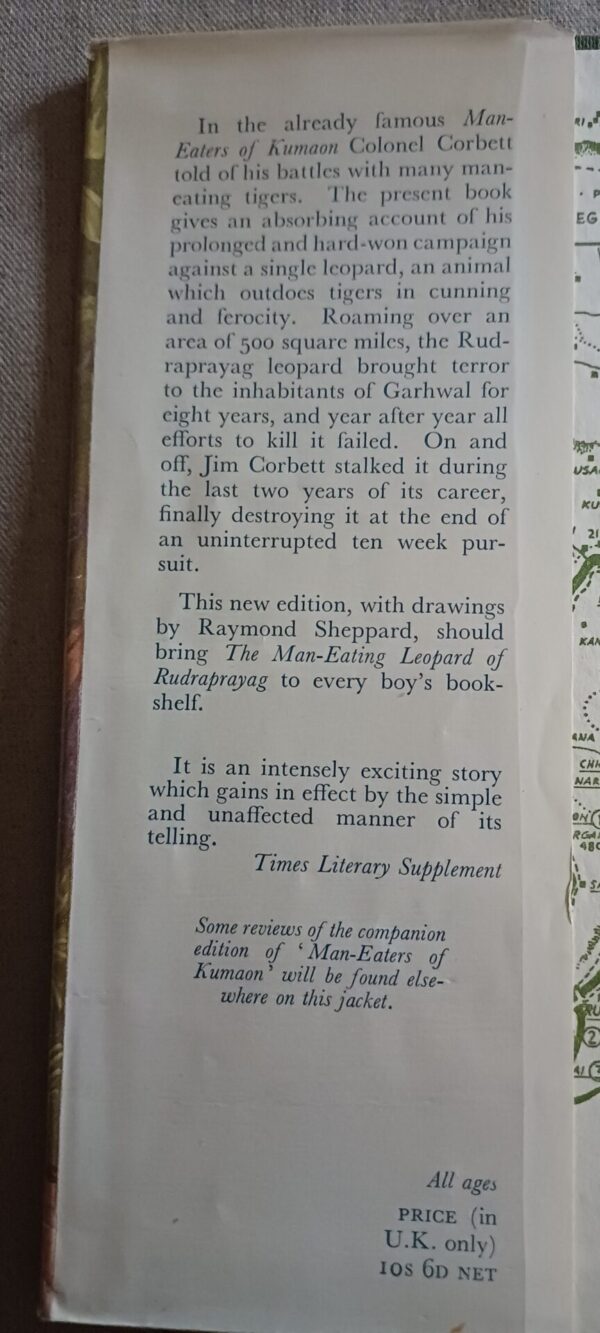 In the already famous Man-
Eaters of Kumaon Colonel Corbett
told of his battles with many man-
eating tigers. The present book
gives an absorbing account of his
prolonged and hard-won campaign
against a single leopard, an animal
which outdoes tigers in cunning
and ferocity. Roaming over an
area of 500 square miles, the Rud-
raprayag leopard brought terror
to the inhabitants of Garhwal for
eight years, and year after year all
efforts to kill it failed. On and
off, Jim Corbett stalked it during
the last two years of its career,
finally destroying it at the end of
an uninterrupted ten week pur-
suit.
This new edition, with drawings
by Raymond Sheppard, should
bring The Man-Eating Leopard of
Rudraprayag to every boy's book-
shelf.
It is an intensely exciting story
which gains in effect by the simple
and unaffected manner of its
telling.
Times Literary Supplement
Some reviews of the companion
edition of ‘Man-Eaters of
Kumaon’ will be found else-
where on this jacket.
All ages
PRICE (in
U.K. only)
10S 6D NET